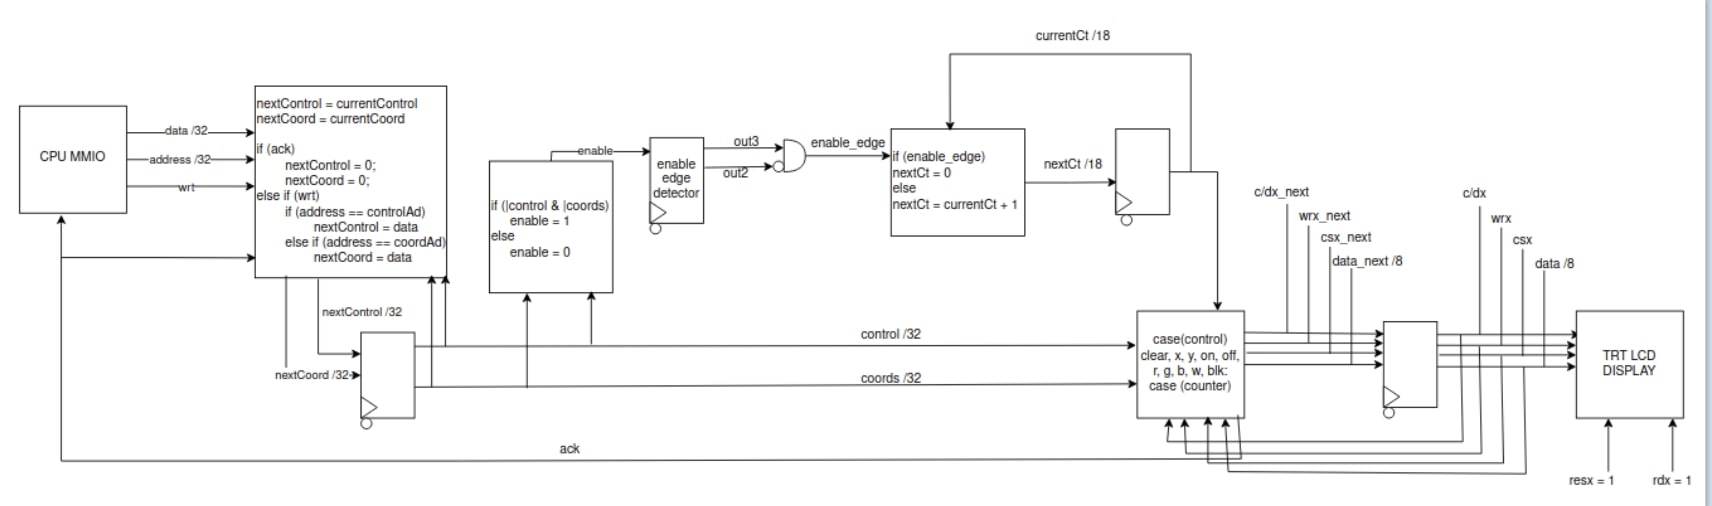 currentCt /18
CPU MMIO
data /32
address /32
wrt
nextControl = currentControl
nextCoord = currentCoord
if (ack)
nextControl = 0;
nextCoord = 0;
else if (wrt)
if (address == controlAd)
nextControl = data
else if (address == coordAd)
nextCoord = data
nextControl /32
nextCoord /32
if (|control & |coords)
enable = 1
else
enable = 0
enable
enable
edge
detector
out3
out2
enable_edge
if (enable_edge)
nextCt = 0
else
nextCt = currentCt + 1
nextCt /18
control /32
coords /32
ack
case(control)
clear, x, y, on, off,
r, g, b, w, blk:
case (counter)
c/dx_next
wrx_next
csx_next
data_next /8
c/dx
wrx
csx
data /8
TRT LCD
DISPLAY
resx = 1
rdx = 1